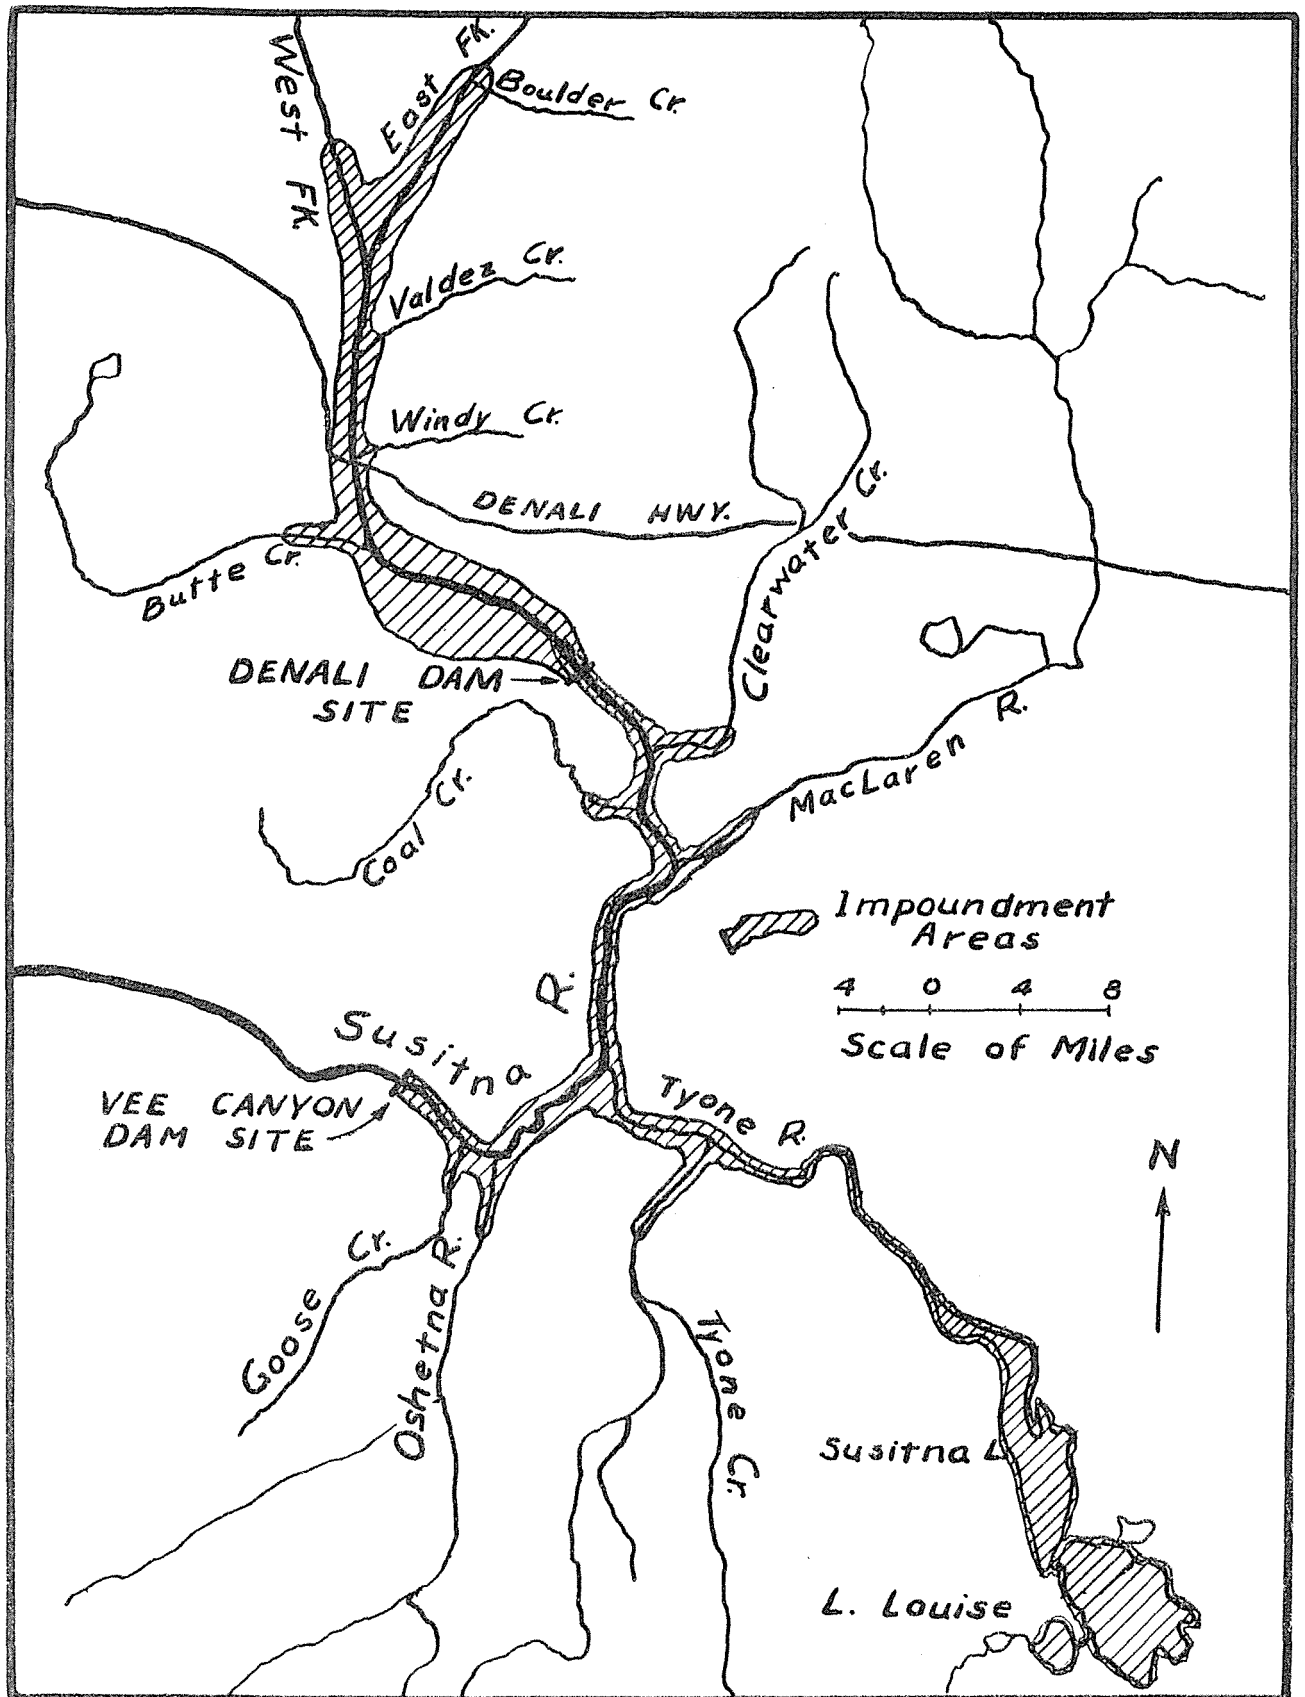 West FK.
East FK.
Boulder Cr.
Valdez Cr.
Windy Cr.
DENALI HWY.
Clearwater Cr.
Butte Cr.
DENALI DAM
SITE
MacLaren R.
Coal Cr.
Impoundment
Areas
4 0 4 8
Scale of Miles
Susitna R.
VEE CANYON
DAM SITE
Tyone R.
N
Goose Cr.
Oshetna R.
Tyone Cr.
Susitna L.
L. Louise